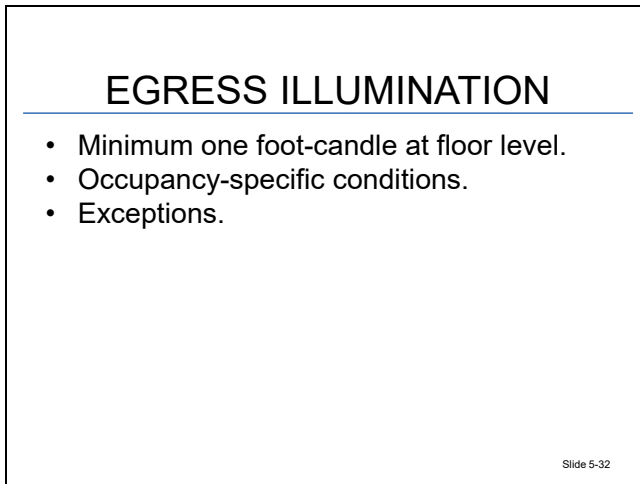 EGRESS ILLUMINATION
• Minimum one foot-candle at floor level.
• Occupancy-specific conditions.
• Exceptions.
Slide 5-32